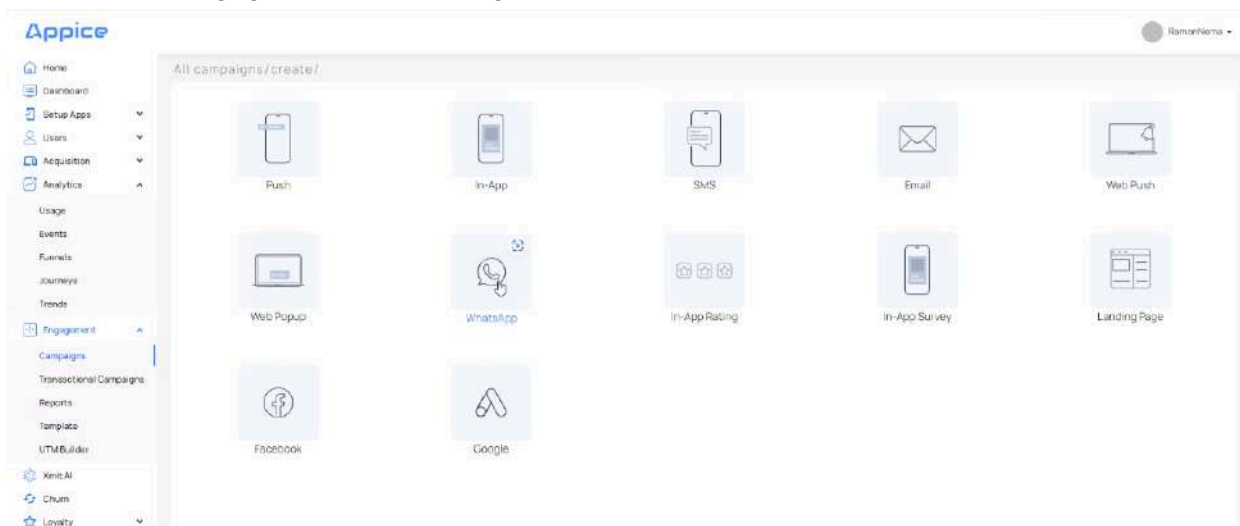 Appice
RamonNema
Home
Dashboard
Setup Apps
Users
Acquisition
Analytics
Usage
Events
Funnels
Journeys
Trends
Engagement
Campaigns
Transactional Campaigns
Reports
Template
UTM Builder
Xmit AI
Churn
Loyalty
All campaigns/create/
Push
In-App
SMS
Email
Web Push
Web Popup
WhatsApp
In-App Rating
In-App Survey
Landing Page
Facebook
Google